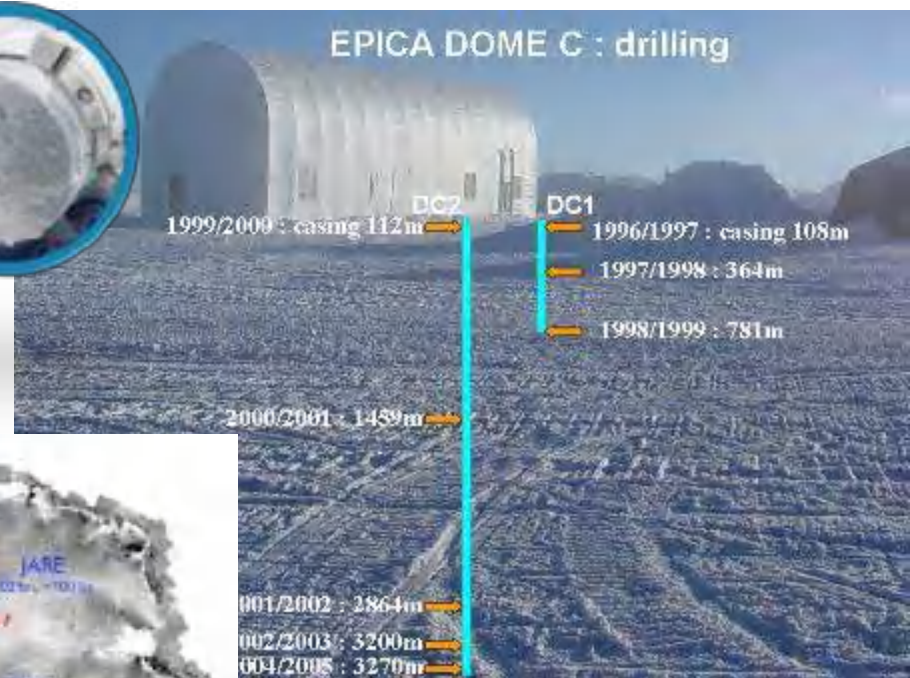 EPICA DOME C : drilling
DC2
DC1
1999/2000 : casing 112m
1996/1997 : casing 108m
1997/1998 : 364m
1998/1999 : 781m
2000/2001 : 1459m
001/2002 : 2864m
002/2003 : 3200m
004/2005 : 3270m
JARE